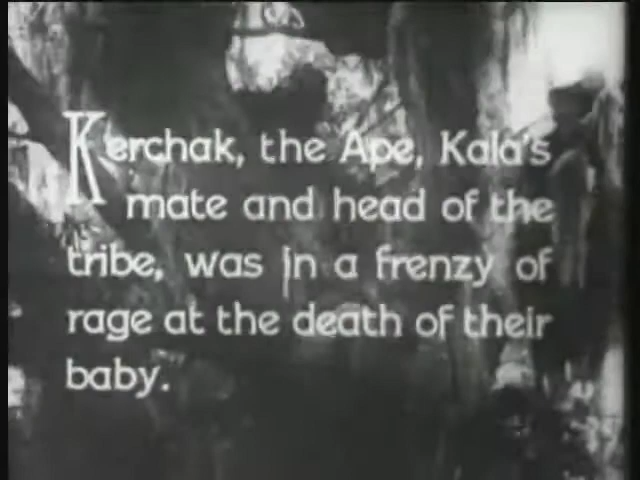 Kerchak, the Ape, Kala's
mate and head of the
tribe, was in a frenzy of
rage at the death of their
baby.